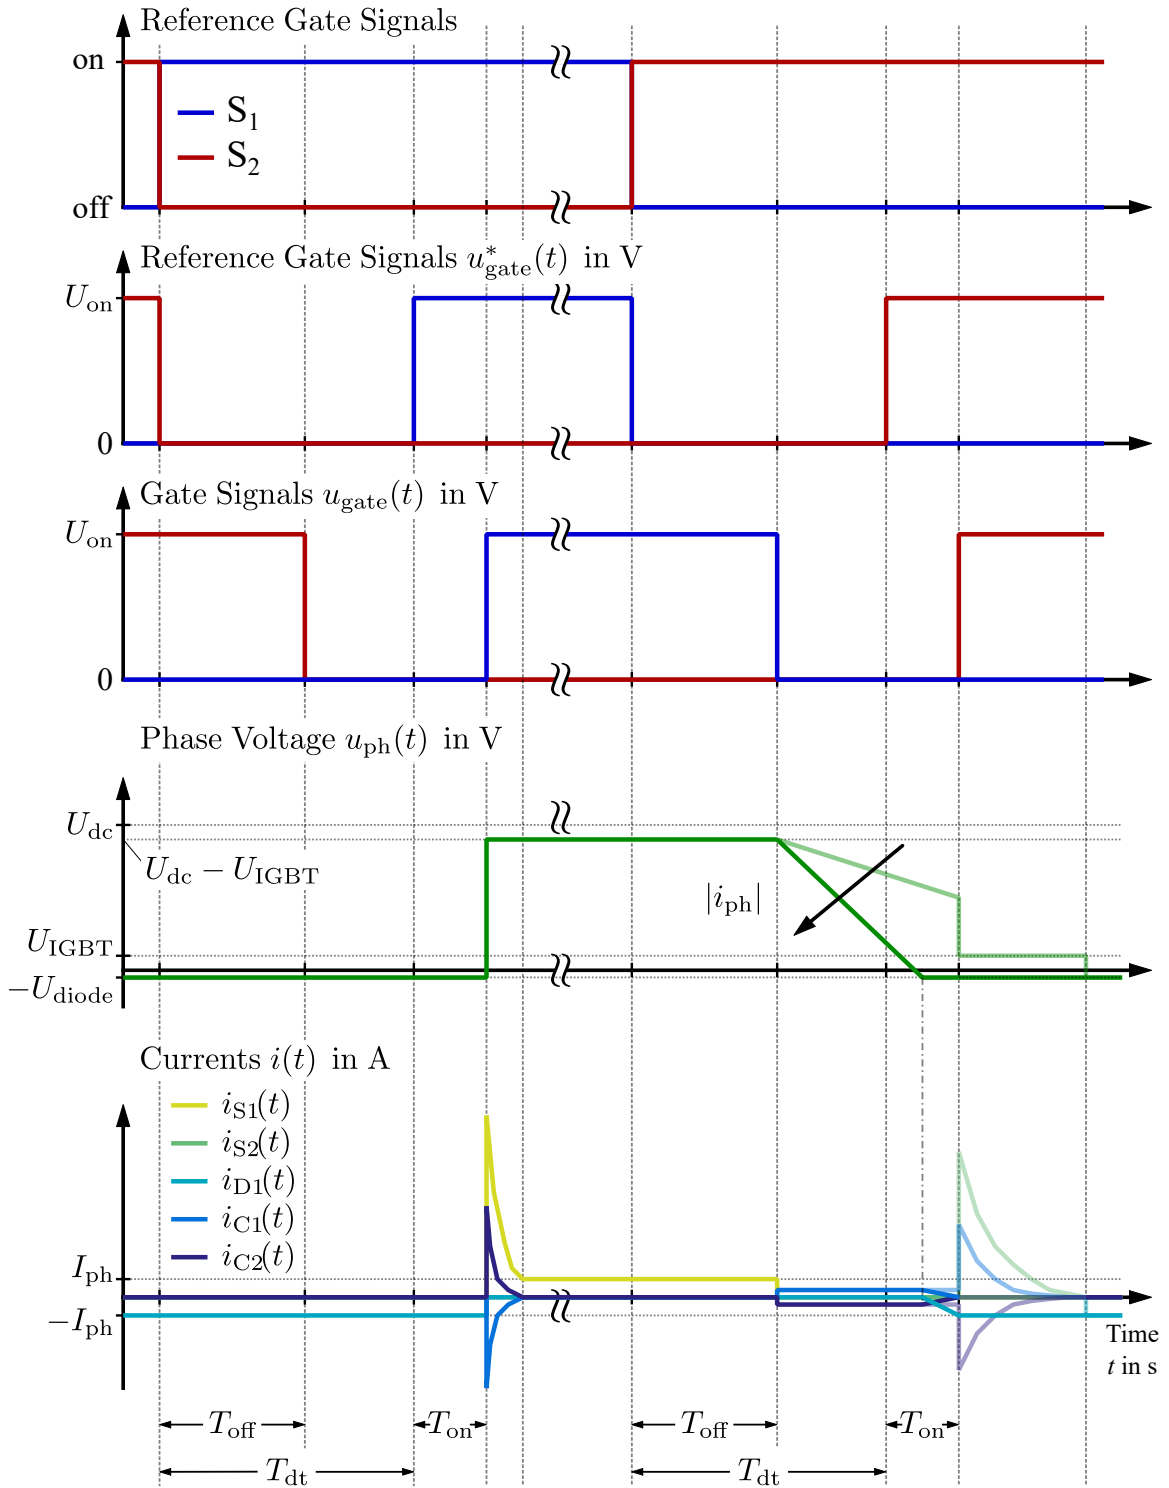 Reference Gate Signals
on
S₁
S₂
off
Reference Gate Signals u*gate(t) in V
Uon
0
Gate Signals ugate(t) in V
Uon
0
Phase Voltage uph(t) in V
Udc
Udc − UIGBT
|iph|
UIGBT
−Udiode
Currents i(t) in A
iS1(t)
iS2(t)
iD1(t)
iC1(t)
iC2(t)
Iph
−Iph
Time
t in s
Toff Ton Toff Ton
Tdt Tdt